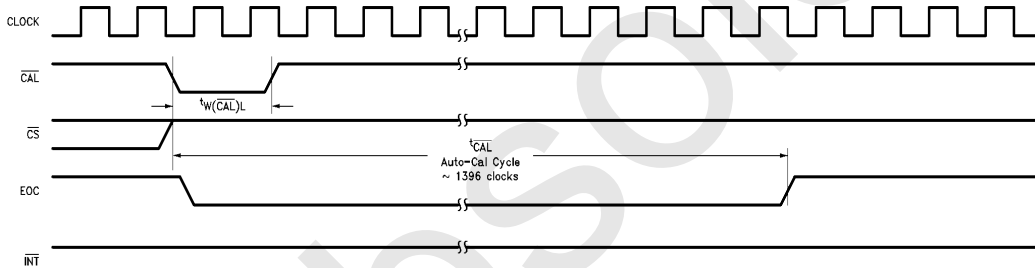 CLOCK
CAL
tW(CAL)L
CS
tCAL
Auto-Cal Cycle
~ 1396 clocks
EOC
INT